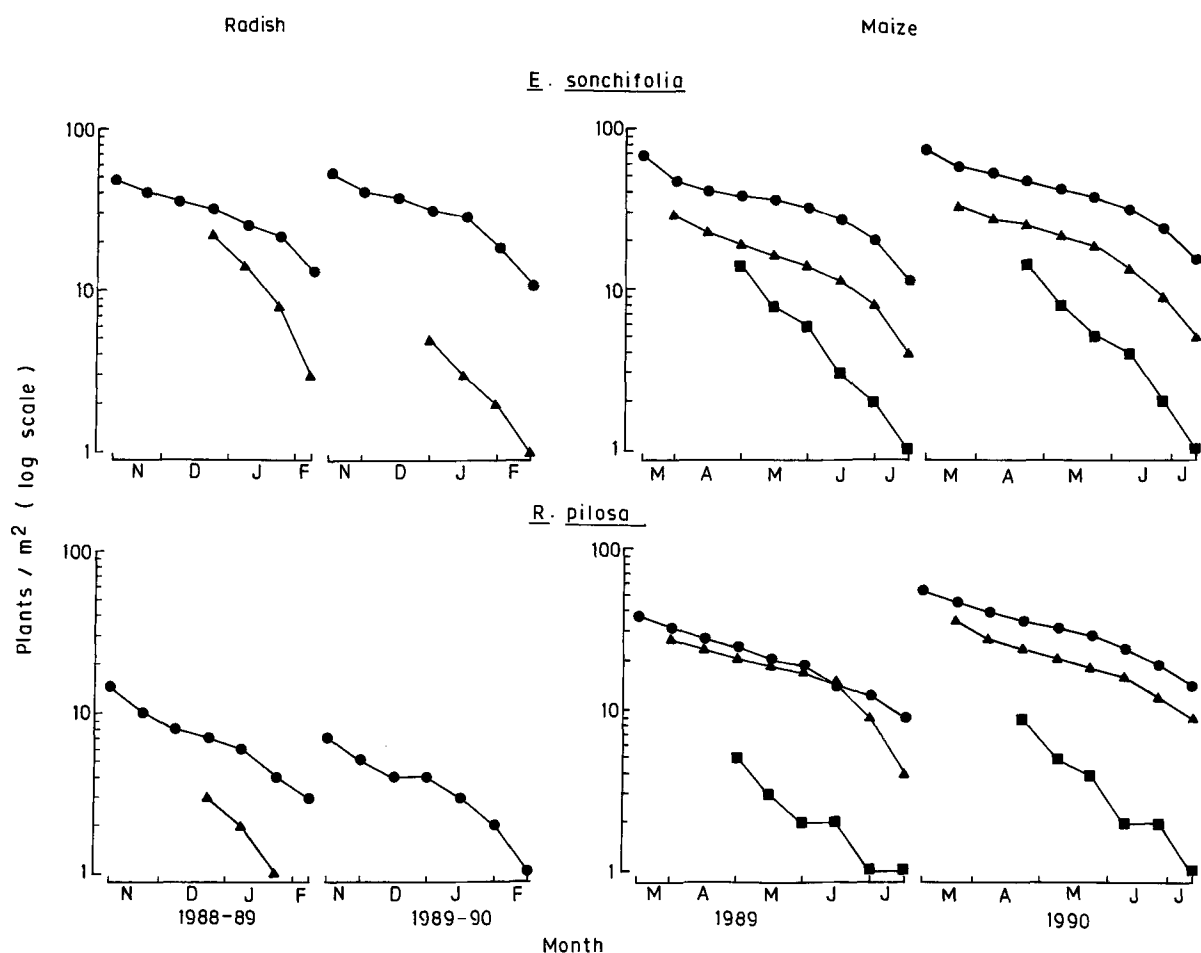 Radish Maize
E. sonchifolia
100 100
10 10
1 1
N D J F N D J F M A M J J M A M J J
R. pilosa
100 100
10 10
1 1
N D J F N D J F M A M J J M A M J J
1988-89 1989-90 1989 1990
Month
Plants / m² ( log scale )